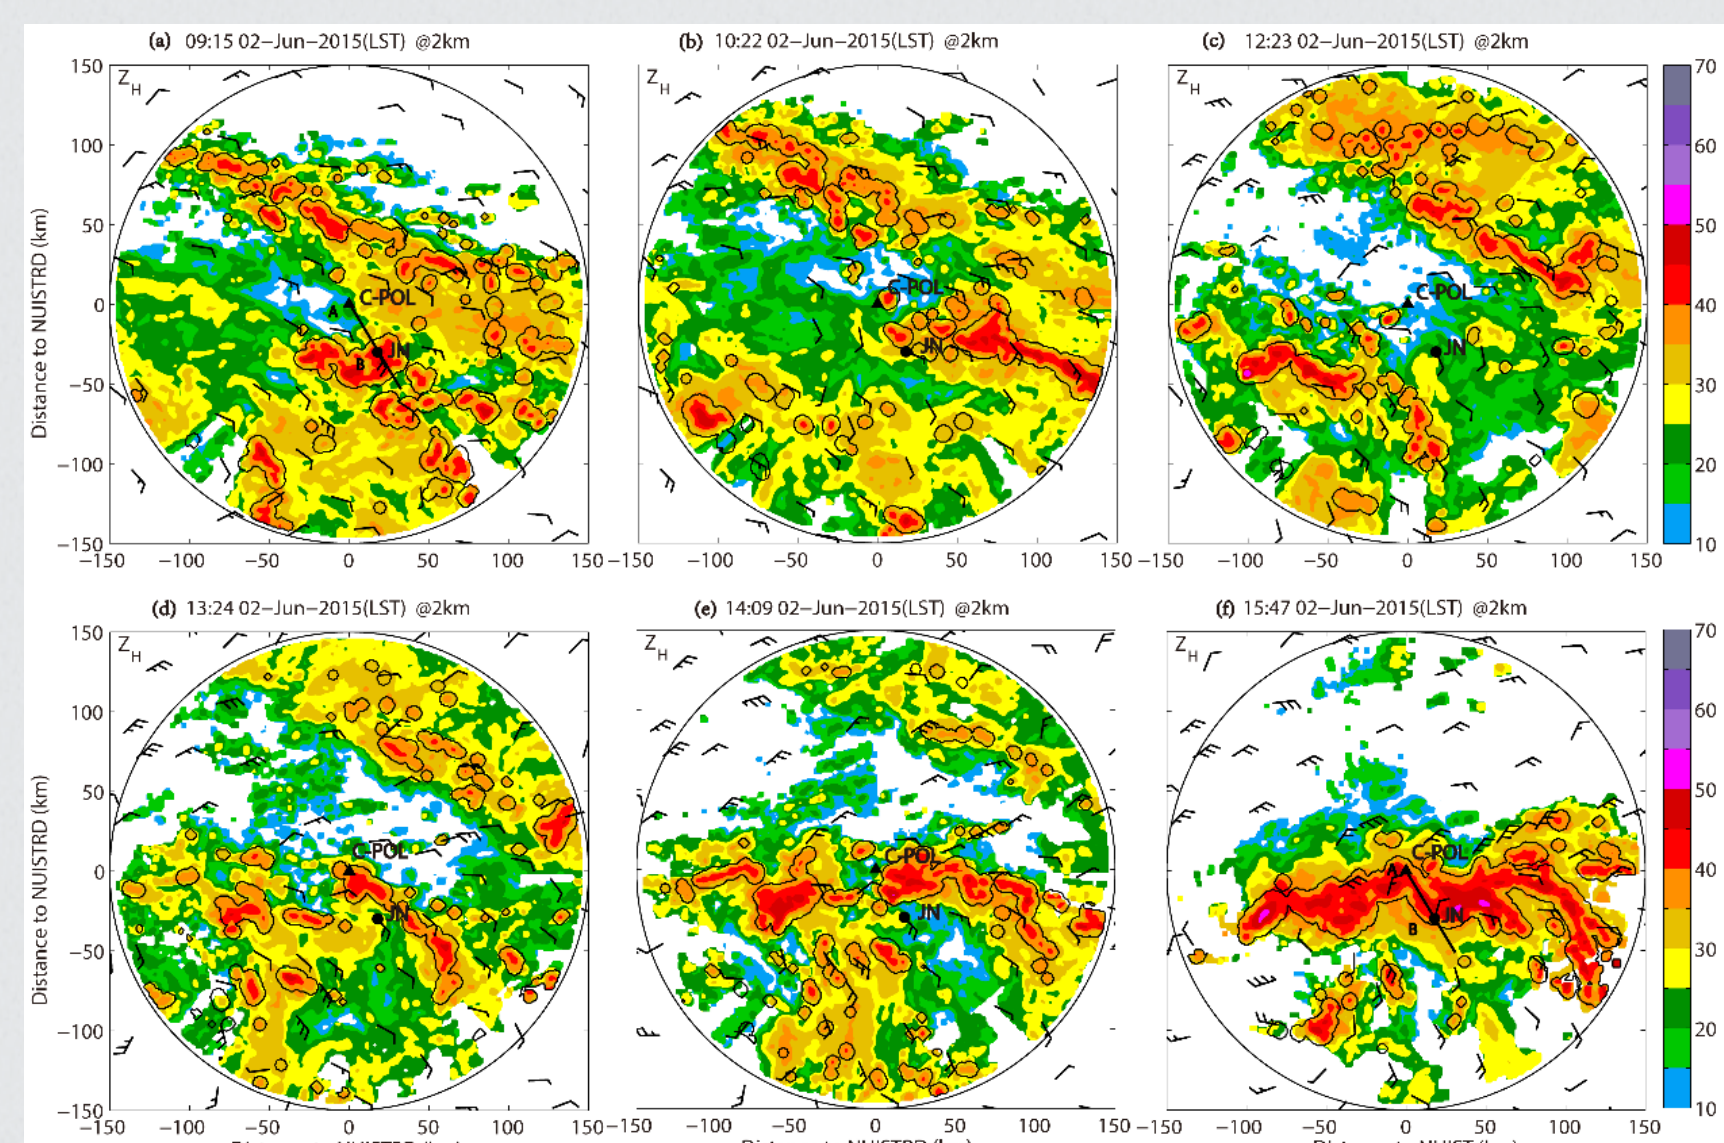 (a) 09:15 02−Jun−2015(LST) @2km
(b) 10:22 02−Jun−2015(LST) @2km
(c) 12:23 02−Jun−2015(LST) @2km
Z_H
Z_H
Z_H
Distance to NUISTRD (km)
150
100
50
0
−50
−100
−150
C-POL
A
B
JN
C-POL
JN
C-POL
JN
70
60
50
40
30
20
10
−150 −100 −50 0 50 100 150
−150 −100 −50 0 50 100 150
−150 −100 −50 0 50 100 150
(d) 13:24 02−Jun−2015(LST) @2km
(e) 14:09 02−Jun−2015(LST) @2km
(f) 15:47 02−Jun−2015(LST) @2km
Z_H
Z_H
Z_H
Distance to NUISTRD (km)
150
100
50
0
−50
−100
−150
C-POL
JN
C-POL
JN
C-POL
A
B
JN
70
60
50
40
30
20
10
−150 −100 −50 0 50 100 150
−150 −100 −50 0 50 100 150
−150 −100 −50 0 50 100 150